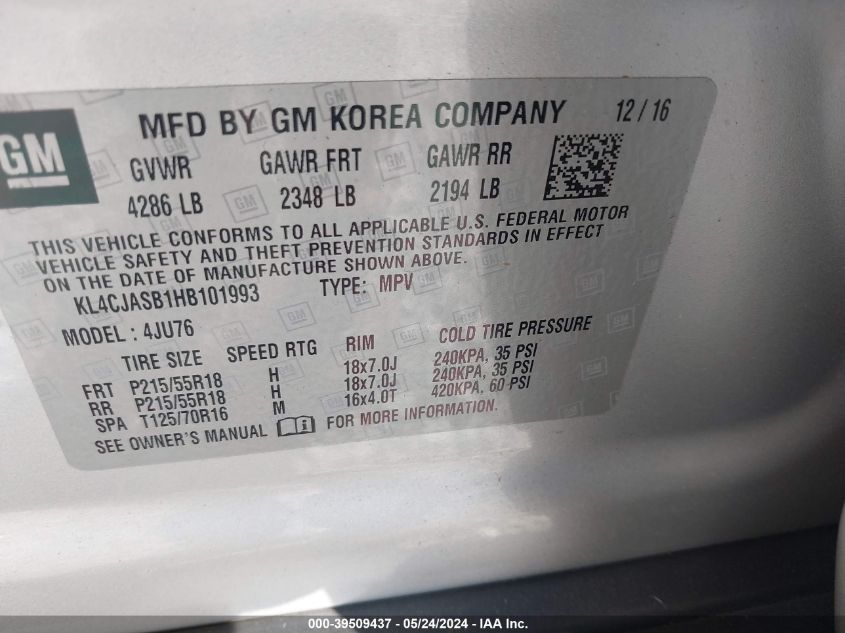 GM
MFD BY GM KOREA COMPANY 12/16
GVWR GAWR FRT GAWR RR
4286 LB 2348 LB 2194 LB
THIS VEHICLE CONFORMS TO ALL APPLICABLE U.S. FEDERAL MOTOR
VEHICLE SAFETY AND THEFT PREVENTION STANDARDS IN EFFECT
ON THE DATE OF MANUFACTURE SHOWN ABOVE.
KL4CJASB1HB101993 TYPE: MPV
MODEL : 4JU76
TIRE SIZE SPEED RTG RIM COLD TIRE PRESSURE
FRT P215/55R18 H 18x7.0J 240KPA, 35 PSI
RR P215/55R18 H 18x7.0J 240KPA, 35 PSI
SPA T125/70R16 M 16x4.0T 420KPA, 60 PSI
SEE OWNER'S MANUAL FOR MORE INFORMATION.
000-39509437 - 05/24/2024 - IAA Inc.